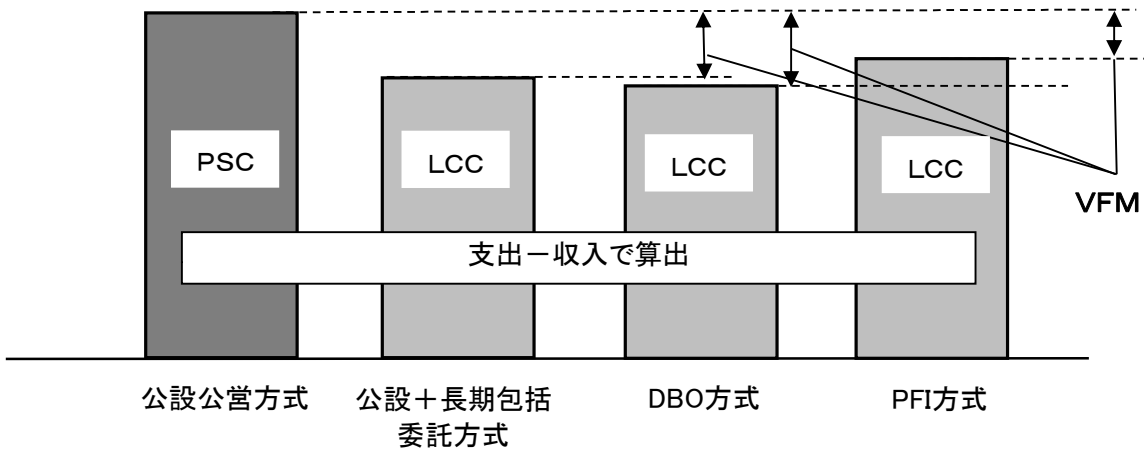 PSC
LCC
LCC
LCC
VFM
支出－収入で算出
公設公営方式
公設＋長期包括
委託方式
DBO方式
PFI方式